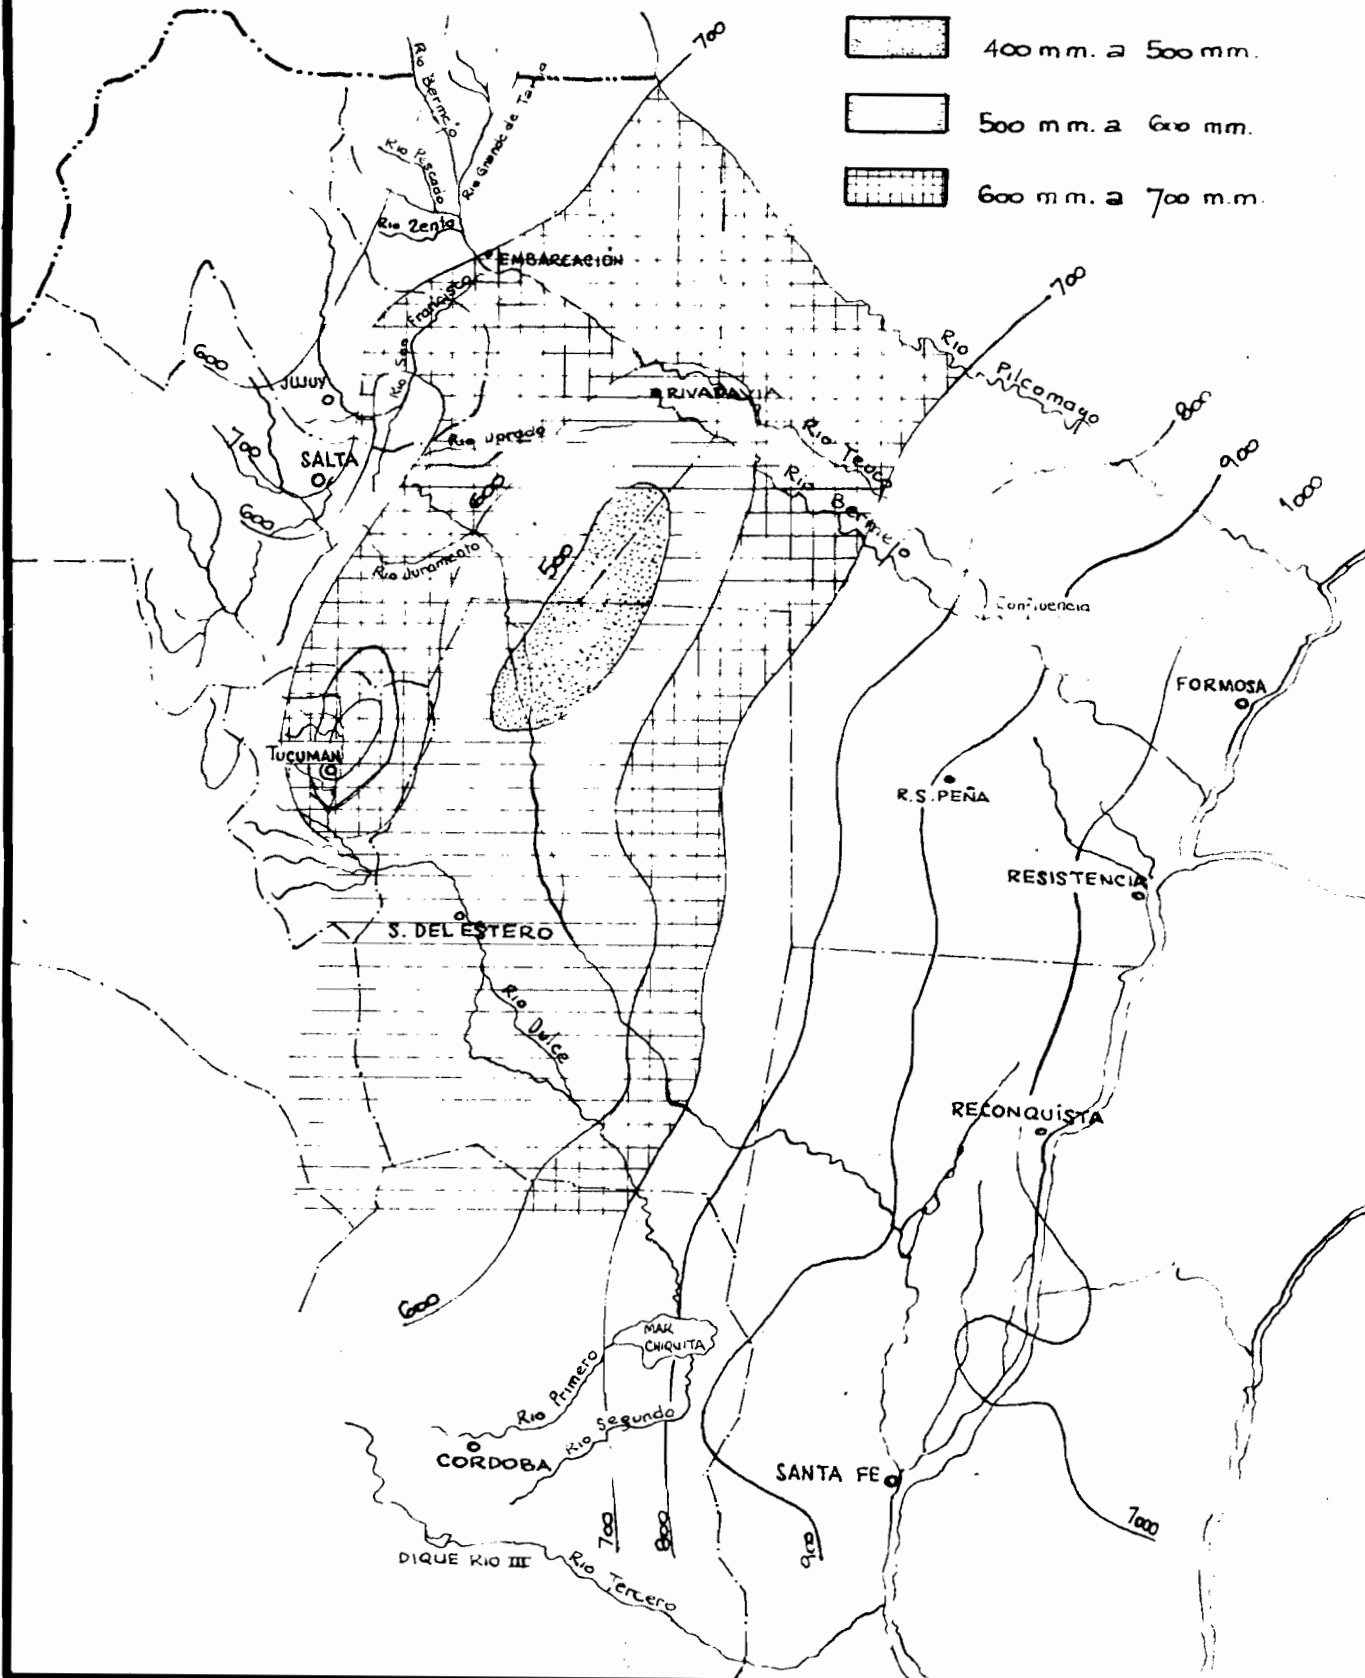 700
400 mm. a 500 mm.
500 mm. a 600 mm.
600 mm. a 700 m.m.
Rio Bermejo
Rio Grande de
Rio Pescado
Rio Zenta
EMBARCACIÓN
Rio San Francisco
700
Rio Pilcomayo
600
JUJUY
RIVADAVIA
800
700
SALTA
Rio Teuco
900
Rio Bermejo
1000
600
600
500
Rio Juramento
Confluencia
FORMOSA
TUCUMAN
R.S. PEÑA
RESISTENCIA
S. DEL ESTERO
Rio Dulce
RECONQUISTA
600
MAR
CHIQUITA
Rio Primero
Rio Segundo
CORDOBA
SANTA FE
700
800
900
1000
DIQUE RIO III
Rio Tercero